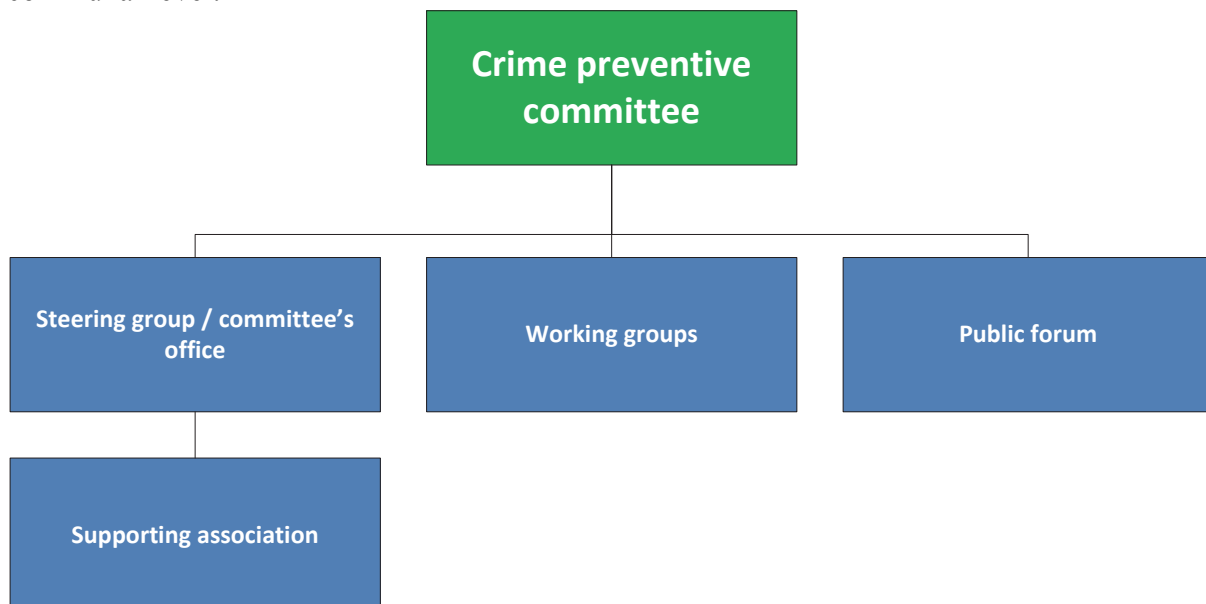 Crime preventive
committee
Steering group / committee’s
office
Working groups
Public forum
Supporting association